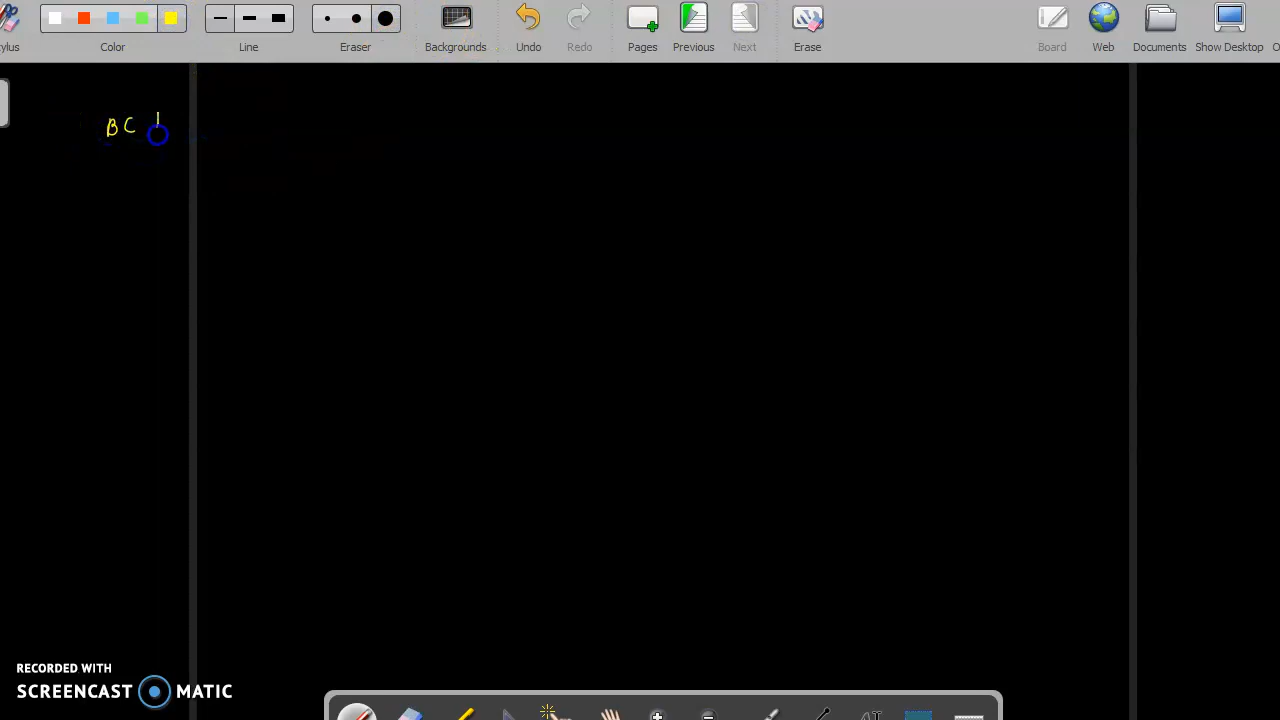 Color Line Eraser Backgrounds Undo Redo Pages Previous Next Erase Board Web Documents Show Desktop
BC
RECORDED WITH
SCREENCAST MATIC